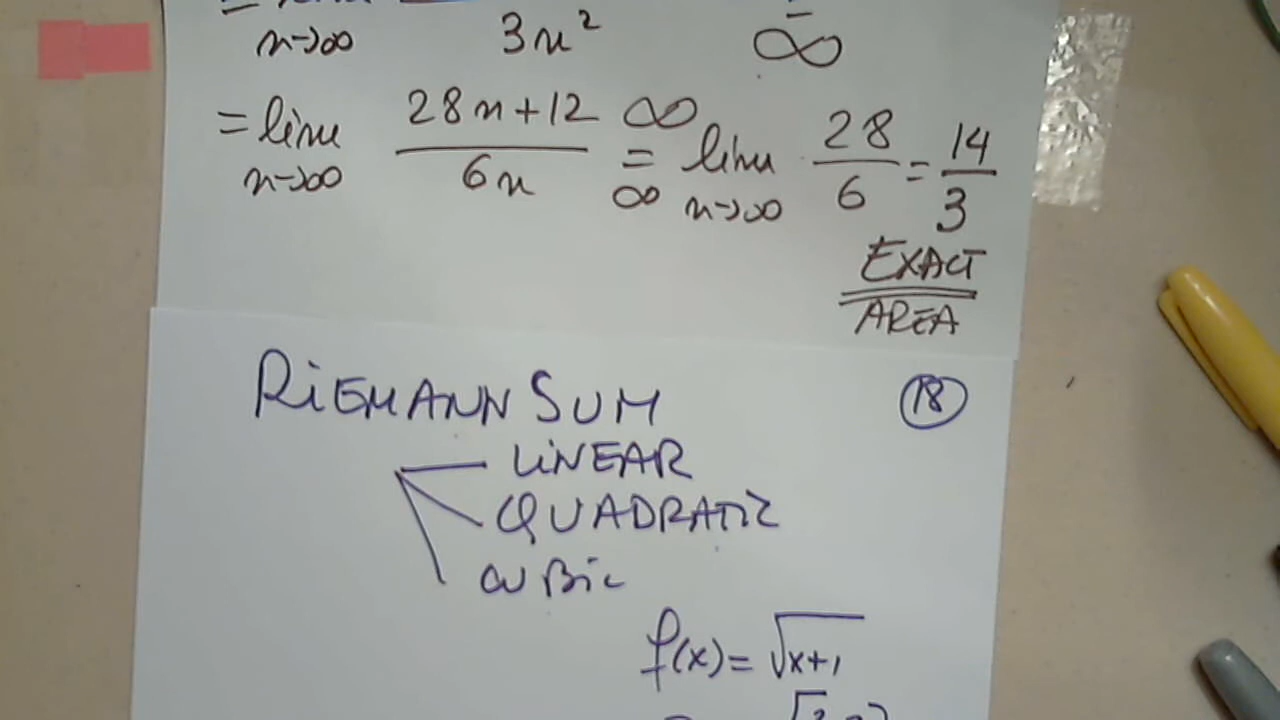 = lim n→∞ 3n² -∞
= lim n→∞ 28n+12 / 6n ∞ = ∞ lim n→∞ 28/6 = 14/3
EXACT
AREA
RiEMANN SUM 18
LiNEAR
QUADRATIC
CUBiC
f(x) = √x+1